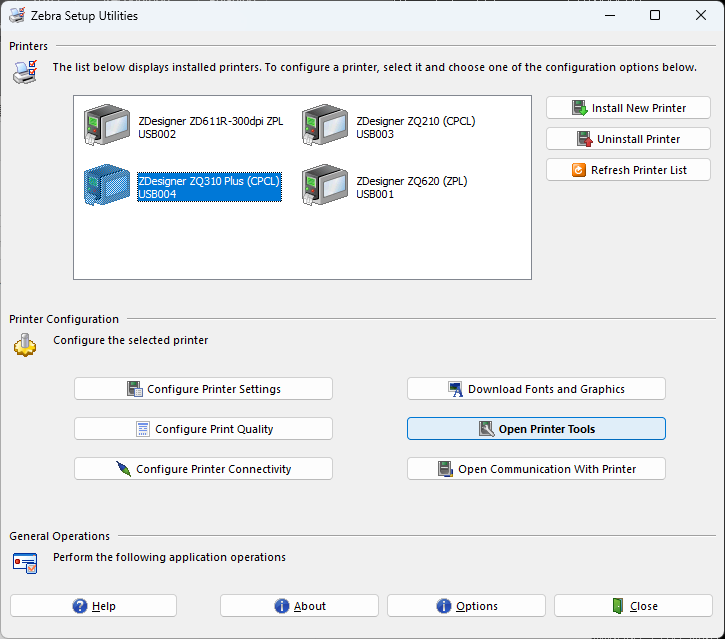 Zebra Setup Utilities
Printers
The list below displays installed printers. To configure a printer, select it and choose one of the configuration options below.
ZDesigner ZD611R-300dpi ZPL
USB002
ZDesigner ZQ210 (CPCL)
USB003
ZDesigner ZQ310 Plus (CPCL)
USB004
ZDesigner ZQ620 (ZPL)
USB001
Install New Printer
Uninstall Printer
Refresh Printer List
Printer Configuration
Configure the selected printer
Configure Printer Settings
Download Fonts and Graphics
Configure Print Quality
Open Printer Tools
Configure Printer Connectivity
Open Communication With Printer
General Operations
Perform the following application operations
Help
About
Options
Close